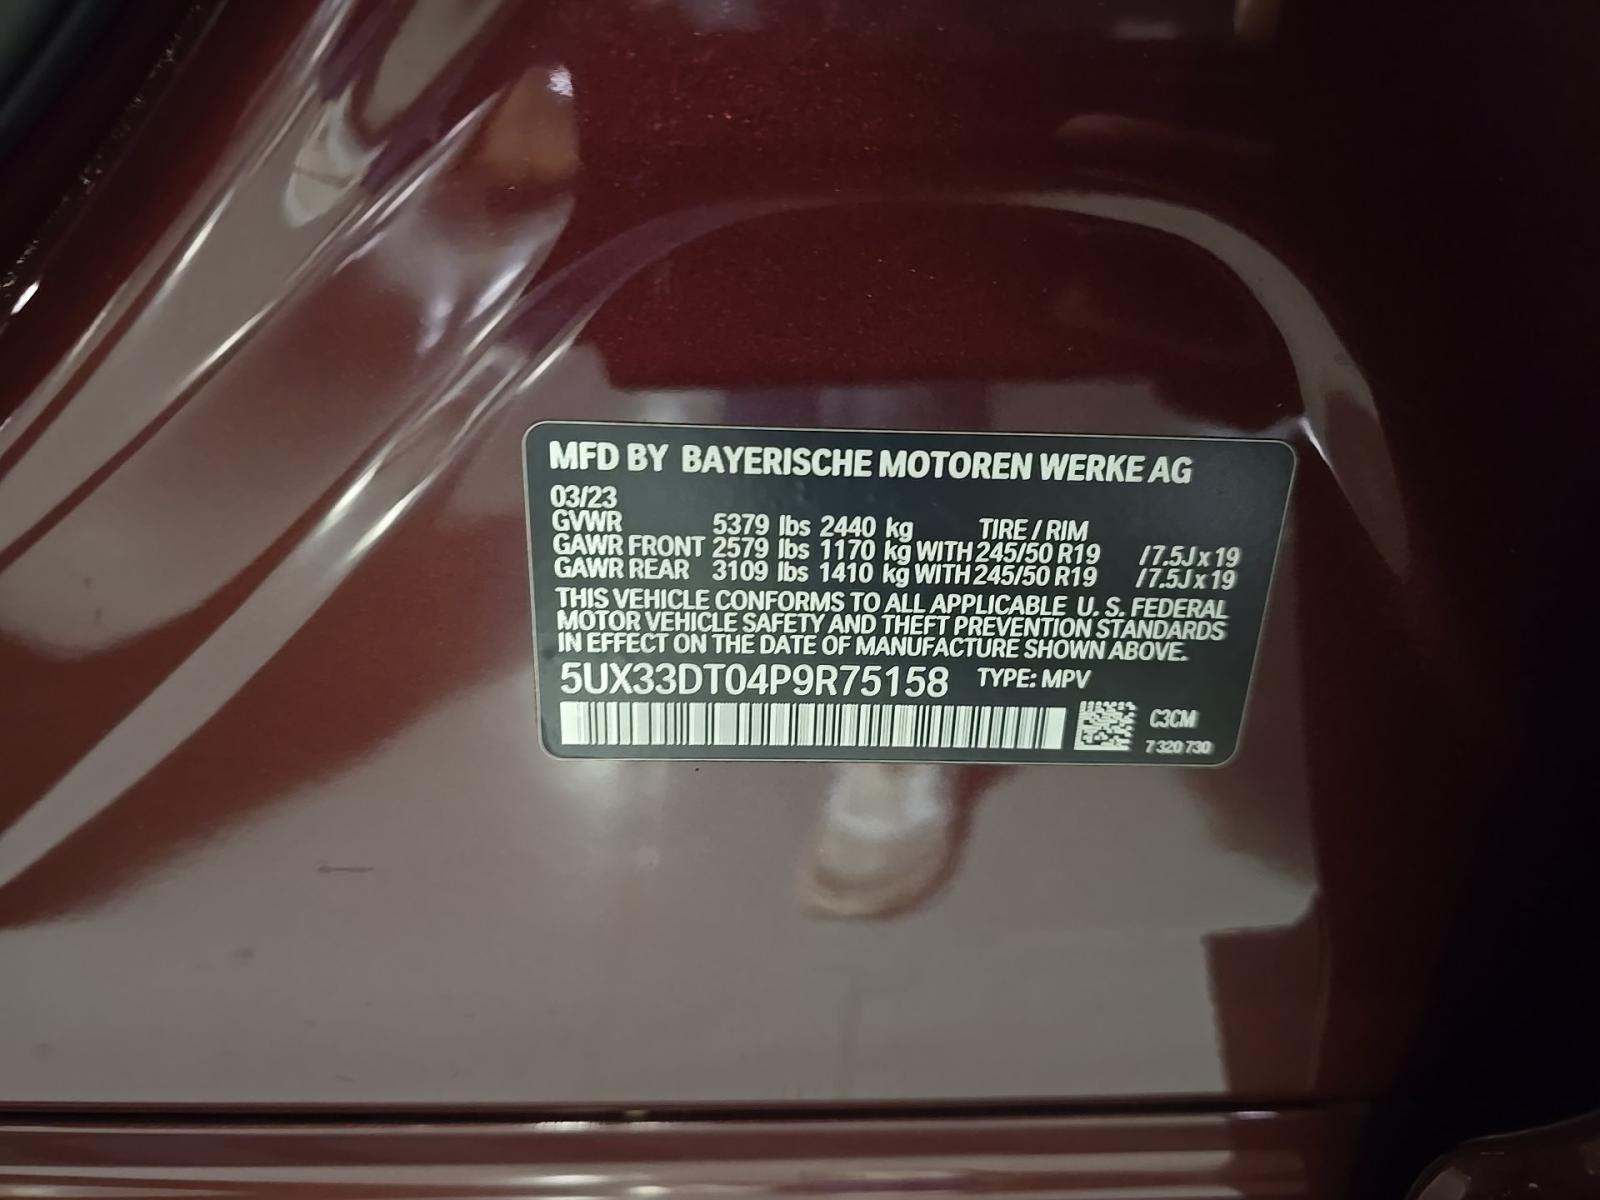 MFD BY BAYERISCHE MOTOREN WERKE AG
03/23
GVWR 5379 lbs 2440 kg TIRE / RIM
GAWR FRONT 2579 lbs 1170 kg WITH 245/50 R19 /7.5J x 19
GAWR REAR 3109 lbs 1410 kg WITH 245/50 R19 /7.5J x 19
THIS VEHICLE CONFORMS TO ALL APPLICABLE U. S. FEDERAL
MOTOR VEHICLE SAFETY AND THEFT PREVENTION STANDARDS
IN EFFECT ON THE DATE OF MANUFACTURE SHOWN ABOVE.
5UX33DT04P9R75158 TYPE: MPV
C3CM
7 320 730